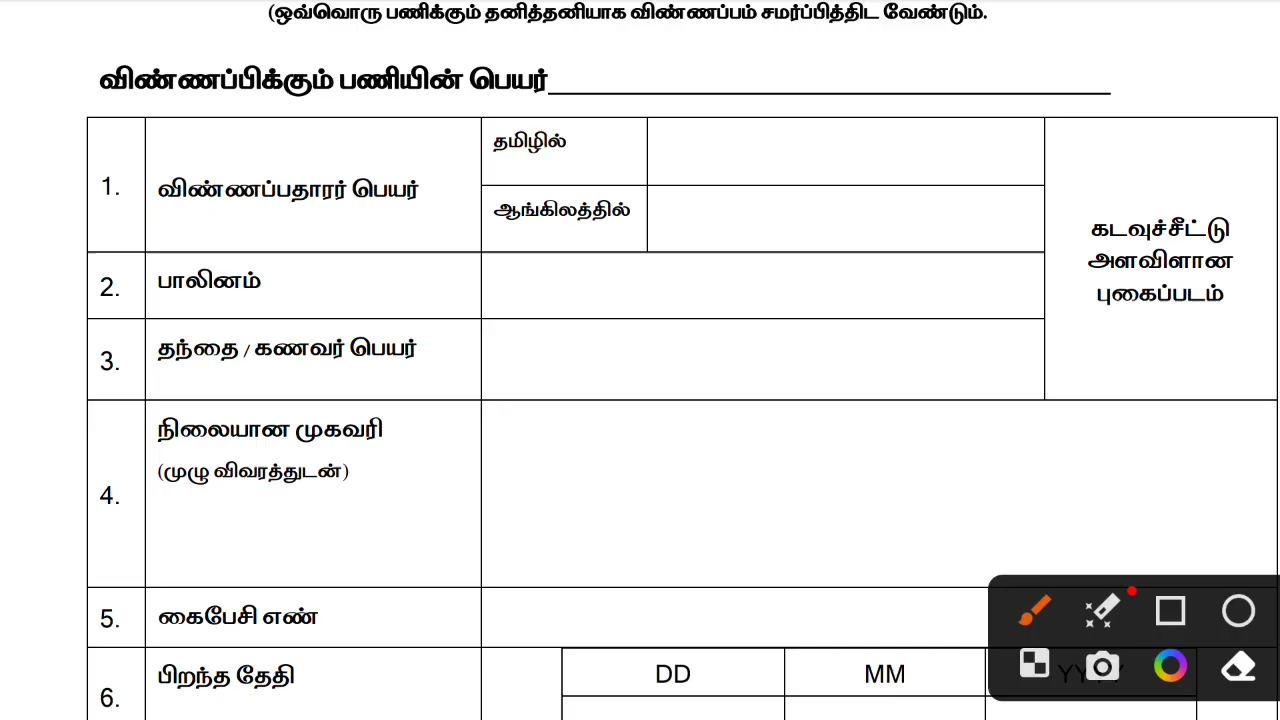 (ஒவ்வொரு பணிக்கும் தனித்தனியாக விண்ணப்பம் சமர்ப்பித்திட வேண்டும்.
விண்ணப்பிக்கும் பணியின் பெயர்
1.
விண்ணப்பதாரர் பெயர்
தமிழில்
ஆங்கிலத்தில்
கடவுச்சீட்டு
அளவிளான
புகைப்படம்
2.
பாலினம்
3.
தந்தை / கணவர் பெயர்
4.
நிலையான முகவரி
(முழு விவரத்துடன்)
5.
கைபேசி எண்
6.
பிறந்த தேதி
DD
MM
YYYY